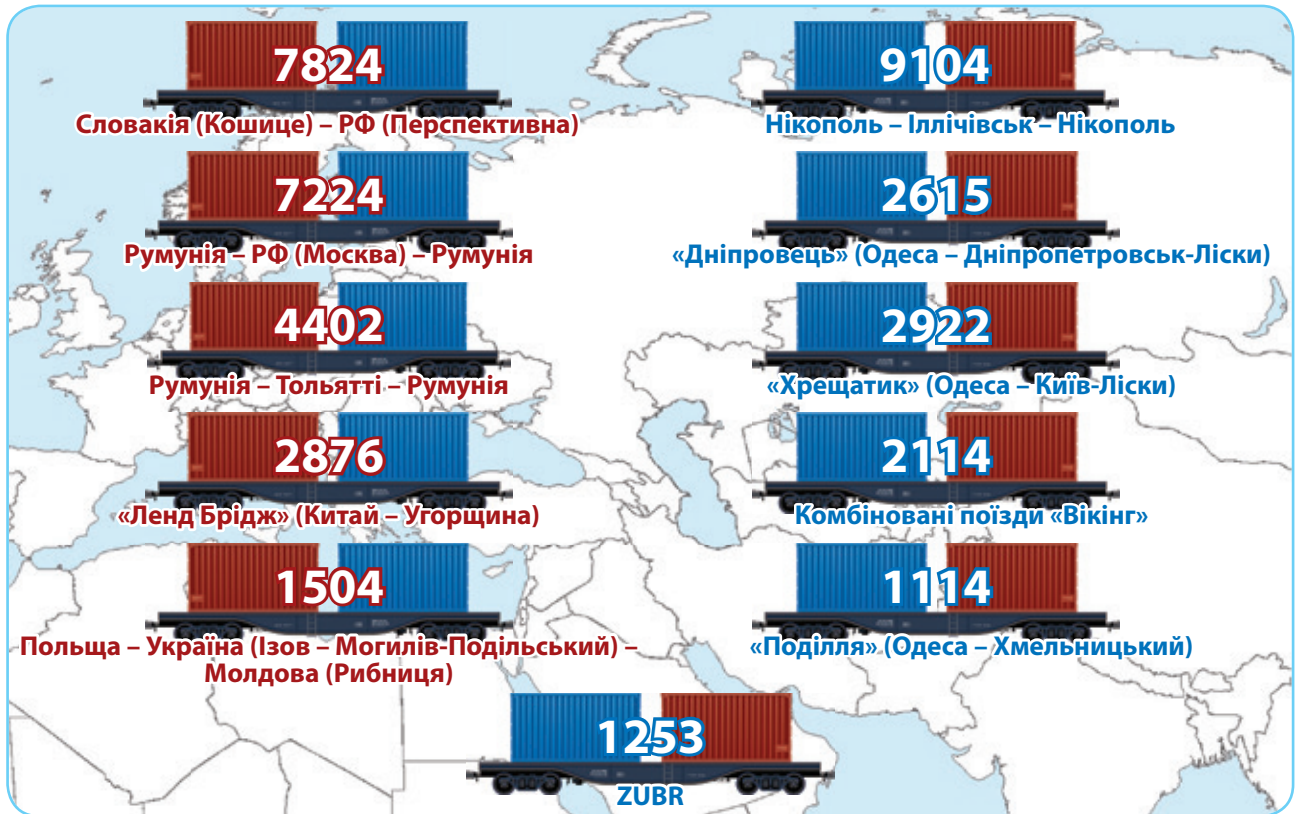 7824
Словакія (Кошице) – РФ (Перспективна)
7224
Румунія – РФ (Москва) – Румунія
4402
Румунія – Тольятті – Румунія
2876
«Ленд Брідж» (Китай – Угорщина)
1504
Польща – Україна (Ізов – Могилів-Подільський) –
Молдова (Рибниця)
9104
Нікополь – Іллічівськ – Нікополь
2615
«Дніпровець» (Одеса – Дніпропетровськ-Ліски)
2922
«Хрещатик» (Одеса – Київ-Ліски)
2114
Комбіновані поїзди «Вікінг»
1114
«Поділля» (Одеса – Хмельницький)
1253
ZUBR